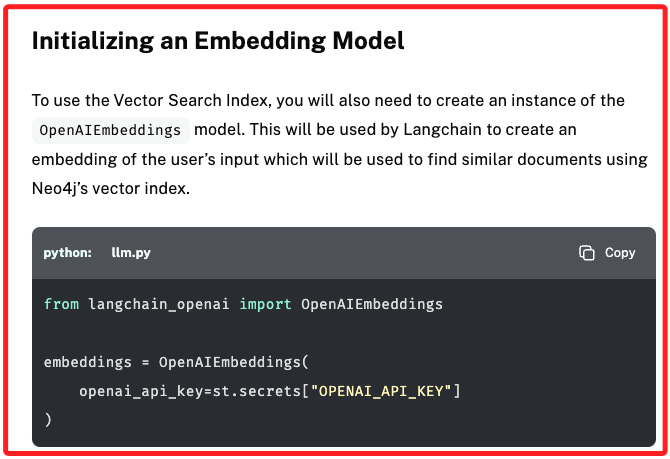 Initializing an Embedding Model
To use the Vector Search Index, you will also need to create an instance of the
OpenAIEmbeddings model. This will be used by Langchain to create an
embedding of the user’s input which will be used to find similar documents using
Neo4j’s vector index.
python: llm.py Copy
from langchain_openai import OpenAIEmbeddings
embeddings = OpenAIEmbeddings(
    openai_api_key=st.secrets["OPENAI_API_KEY"]
)